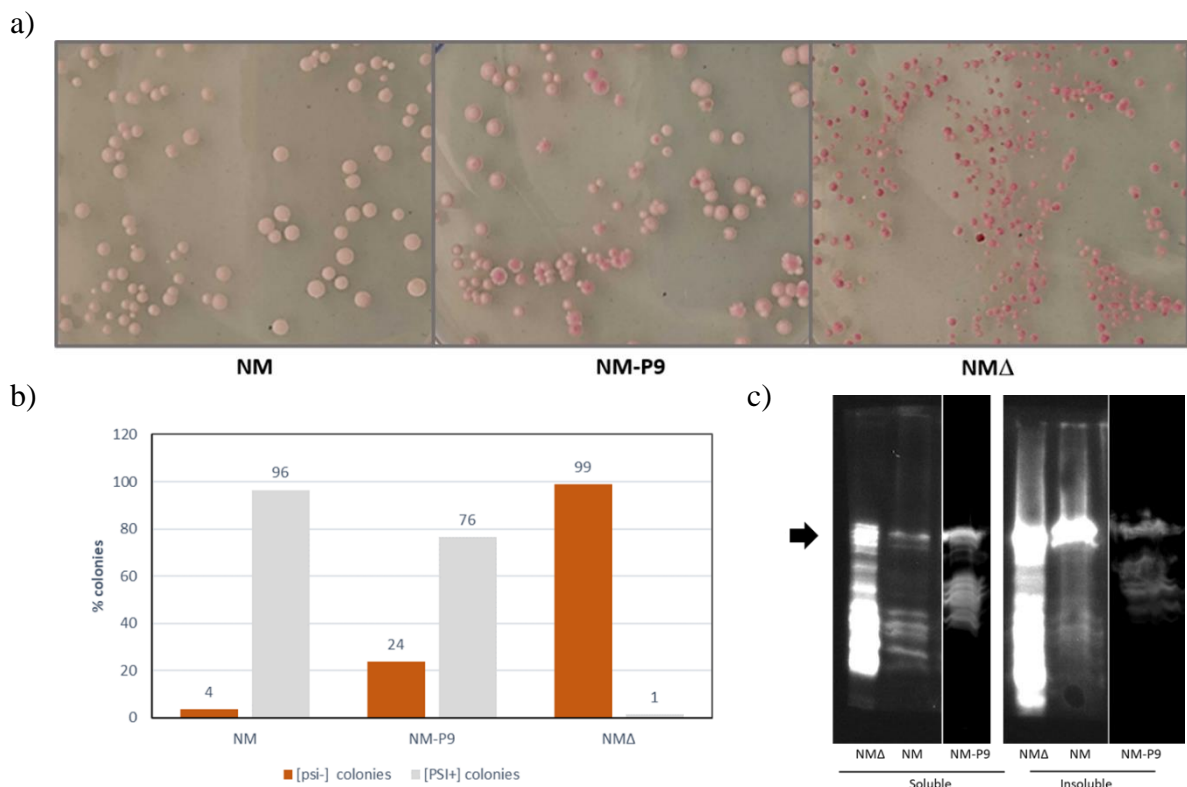 a)
NM NM-P9 NMΔ
b)
c)
120
100
80
60
40
20
0
% colonies
4
96
24
76
99
1
NM NM-P9 NMΔ
[psi-] colonies [PSI+] colonies
NMΔ NM NM-P9 NMΔ NM NM-P9
Soluble Insoluble